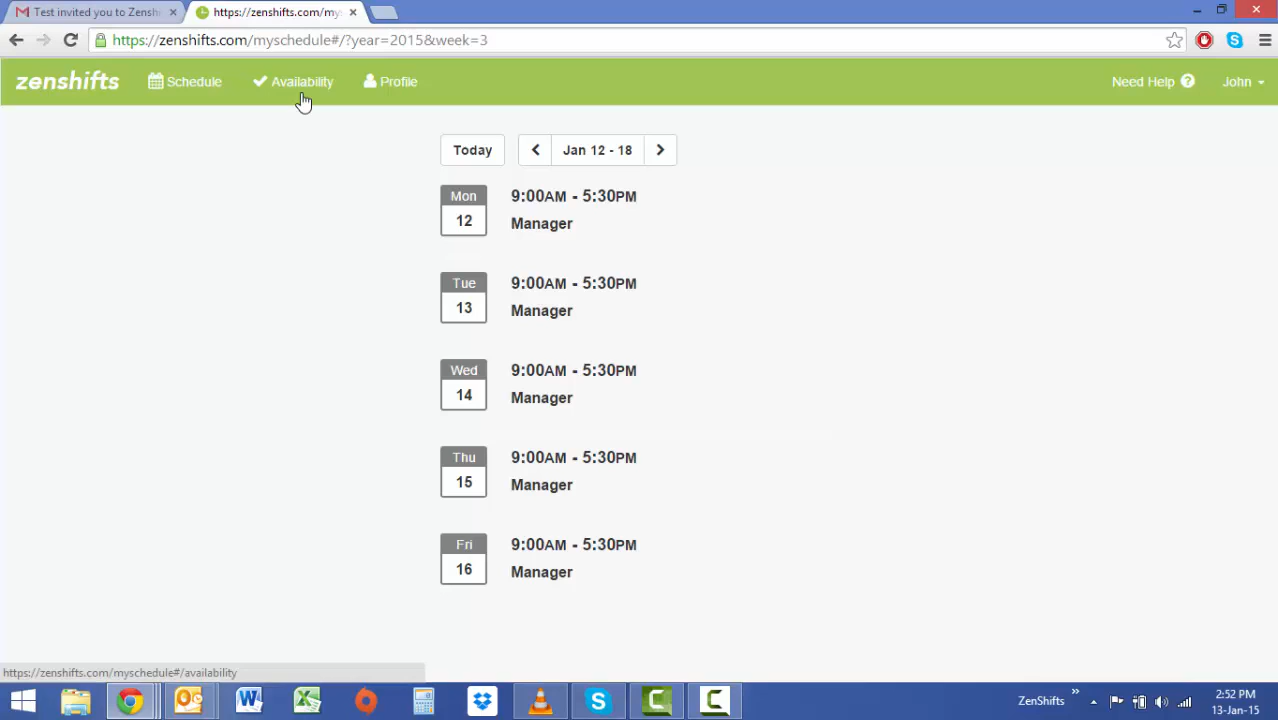 Test invited you to Zensh
https://zenshifts.com/my
https://zenshifts.com/myschedule#/?year=2015&week=3
zenshifts Schedule Availability Profile Need Help ? John
Today Jan 12 - 18
Mon 9:00AM - 5:30PM
12 Manager
Tue 9:00AM - 5:30PM
13 Manager
Wed 9:00AM - 5:30PM
14 Manager
Thu 9:00AM - 5:30PM
15 Manager
Fri 9:00AM - 5:30PM
16 Manager
https://zenshifts.com/myschedule#/availability
ZenShifts
2:52 PM
13-Jan-15